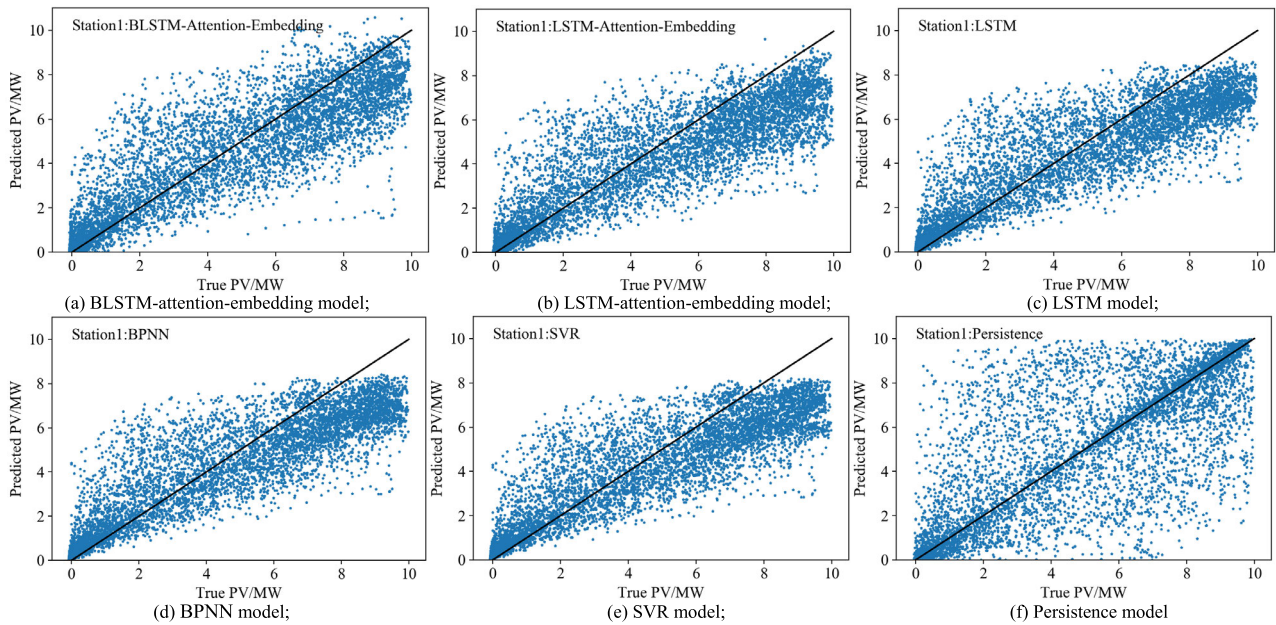 Station1:BLSTM-Attention-Embedding
10
8
6
4
2
0
Predicted PV/MW
0 2 4 6 8 10
True PV/MW
(a) BLSTM-attention-embedding model;
Station1:LSTM-Attention-Embedding
10
8
6
4
2
0
Predicted PV/MW
0 2 4 6 8 10
True PV/MW
(b) LSTM-attention-embedding model;
Station1:LSTM
10
8
6
4
2
0
Predicted PV/MW
0 2 4 6 8 10
True PV/MW
(c) LSTM model;
Station1:BPNN
10
8
6
4
2
0
Predicted PV/MW
0 2 4 6 8 10
True PV/MW
(d) BPNN model;
Station1:SVR
10
8
6
4
2
0
Predicted PV/MW
0 2 4 6 8 10
True PV/MW
(e) SVR model;
Station1:Persistence
10
8
6
4
2
0
Predicted PV/MW
0 2 4 6 8 10
True PV/MW
(f) Persistence model